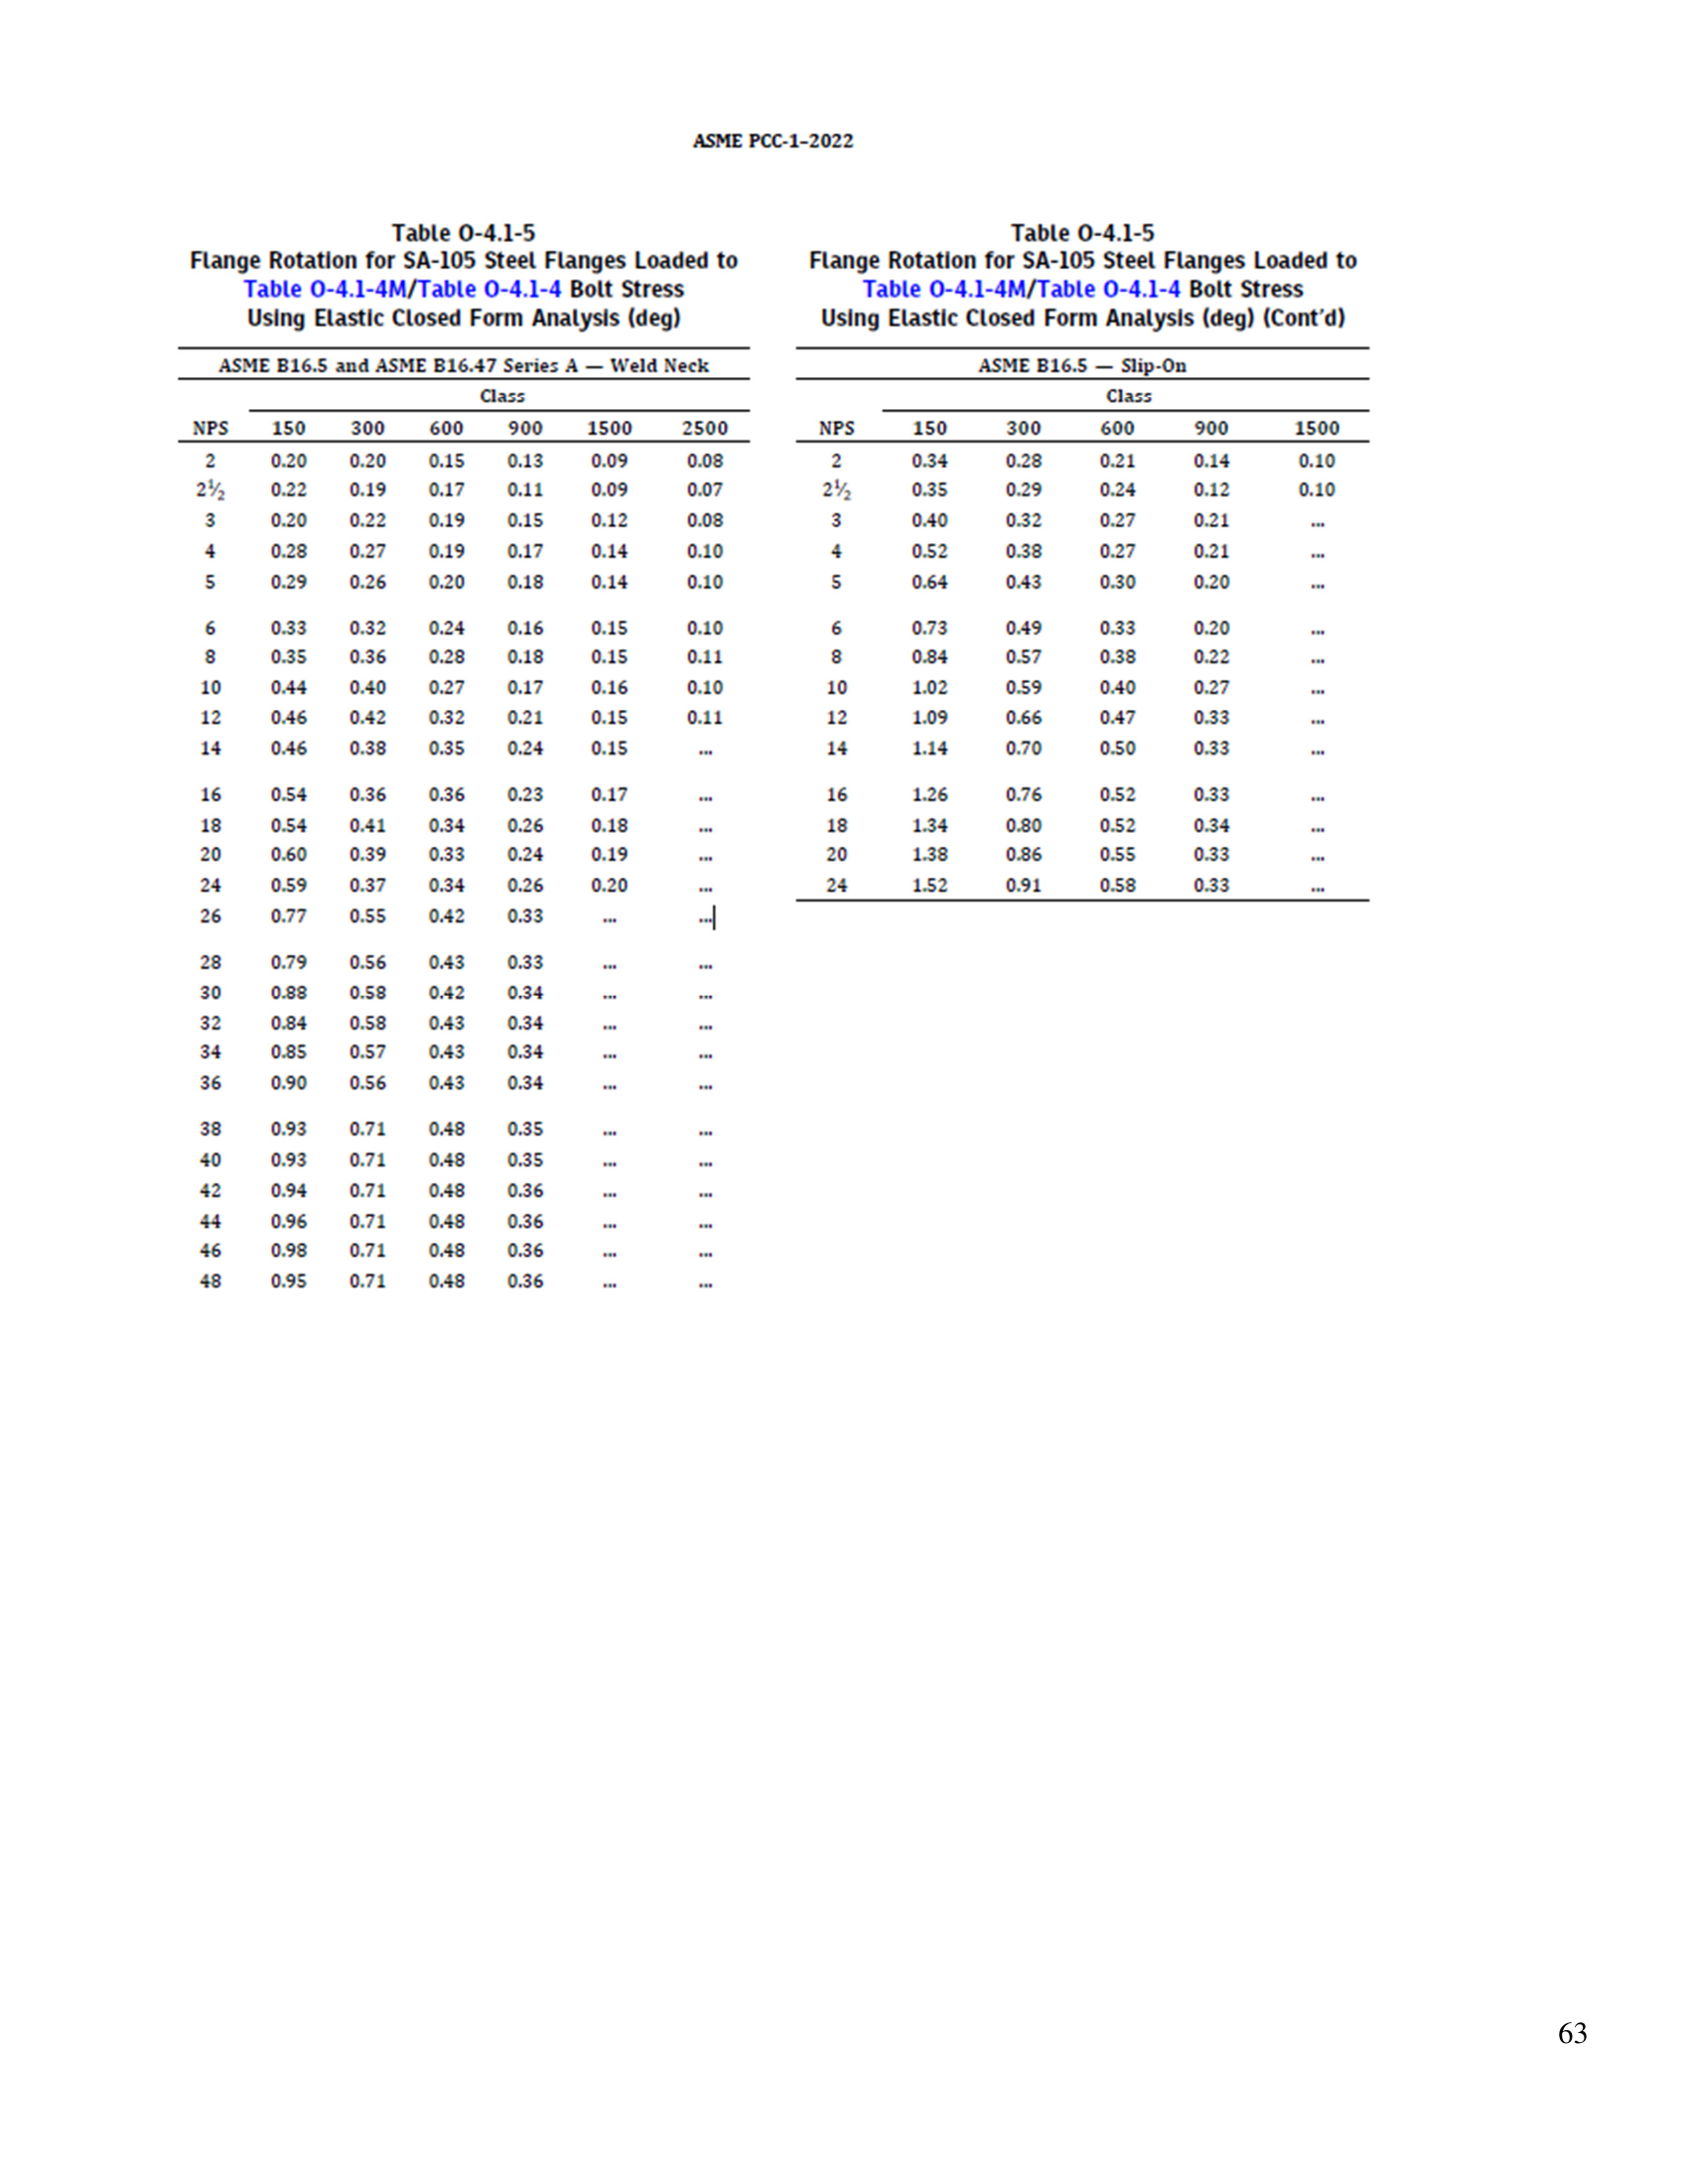 ASME PCC-1–2022
Table O-4.1-5
Flange Rotation for SA-105 Steel Flanges Loaded to
Table O-4.1-4M/Table O-4.1-4 Bolt Stress
Using Elastic Closed Form Analysis (deg)
ASME B16.5 and ASME B16.47 Series A — Weld Neck
Class
NPS 150 300 600 900 1500 2500
2 0.20 0.20 0.15 0.13 0.09 0.08
2½ 0.22 0.19 0.17 0.11 0.09 0.07
3 0.20 0.22 0.19 0.15 0.12 0.08
4 0.28 0.27 0.19 0.17 0.14 0.10
5 0.29 0.26 0.20 0.18 0.14 0.10
6 0.33 0.32 0.24 0.16 0.15 0.10
8 0.35 0.36 0.28 0.18 0.15 0.11
10 0.44 0.40 0.27 0.17 0.16 0.10
12 0.46 0.42 0.32 0.21 0.15 0.11
14 0.46 0.38 0.35 0.24 0.15 ...
16 0.54 0.36 0.36 0.23 0.17 ...
18 0.54 0.41 0.34 0.26 0.18 ...
20 0.60 0.39 0.33 0.24 0.19 ...
24 0.59 0.37 0.34 0.26 0.20 ...
26 0.77 0.55 0.42 0.33 ... ...
28 0.79 0.56 0.43 0.33 ... ...
30 0.88 0.58 0.42 0.34 ... ...
32 0.84 0.58 0.43 0.34 ... ...
34 0.85 0.57 0.43 0.34 ... ...
36 0.90 0.56 0.43 0.34 ... ...
38 0.93 0.71 0.48 0.35 ... ...
40 0.93 0.71 0.48 0.35 ... ...
42 0.94 0.71 0.48 0.36 ... ...
44 0.96 0.71 0.48 0.36 ... ...
46 0.98 0.71 0.48 0.36 ... ...
48 0.95 0.71 0.48 0.36 ... ...
Table O-4.1-5
Flange Rotation for SA-105 Steel Flanges Loaded to
Table O-4.1-4M/Table O-4.1-4 Bolt Stress
Using Elastic Closed Form Analysis (deg) (Cont’d)
ASME B16.5 — Slip-On
Class
NPS 150 300 600 900 1500
2 0.34 0.28 0.21 0.14 0.10
2½ 0.35 0.29 0.24 0.12 0.10
3 0.40 0.32 0.27 0.21 ...
4 0.52 0.38 0.27 0.21 ...
5 0.64 0.43 0.30 0.20 ...
6 0.73 0.49 0.33 0.20 ...
8 0.84 0.57 0.38 0.22 ...
10 1.02 0.59 0.40 0.27 ...
12 1.09 0.66 0.47 0.33 ...
14 1.14 0.70 0.50 0.33 ...
16 1.26 0.76 0.52 0.33 ...
18 1.34 0.80 0.52 0.34 ...
20 1.38 0.86 0.55 0.33 ...
24 1.52 0.91 0.58 0.33 ...
63